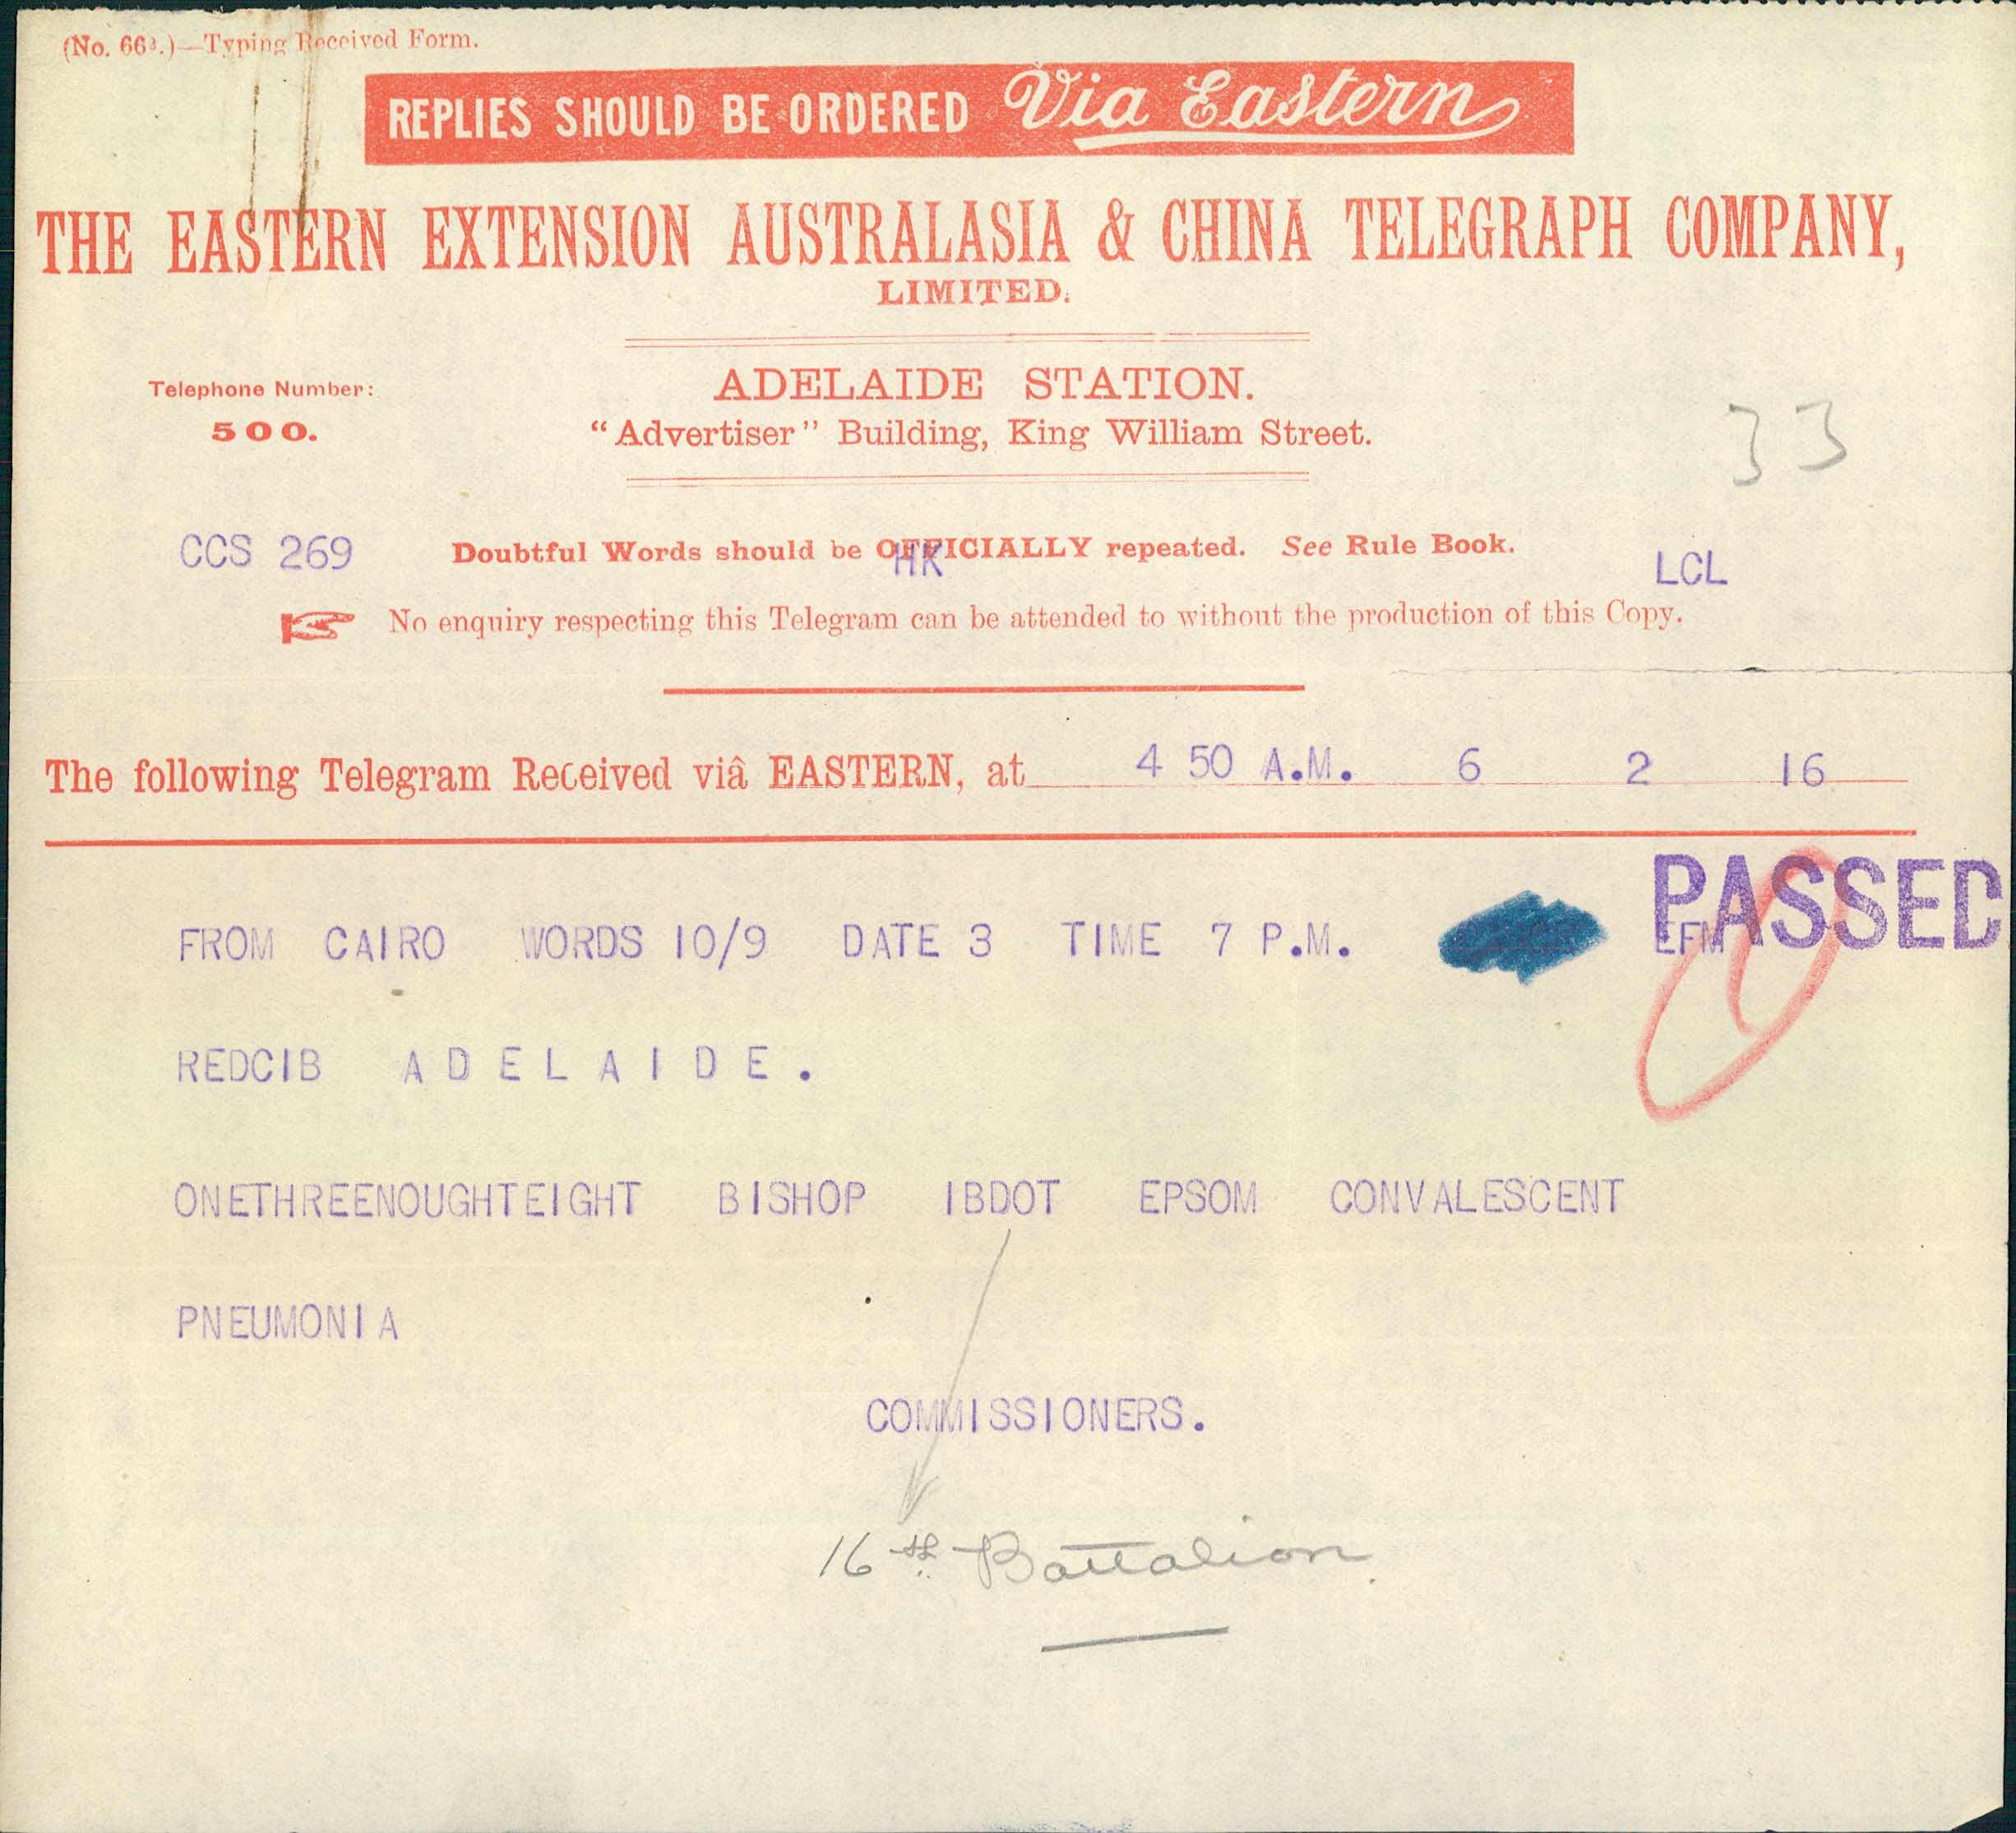 (No. 66ª.)—Typing Received Form.
REPLIES SHOULD BE ORDERED Via Eastern
THE EASTERN EXTENSION AUSTRALASIA & CHINA TELEGRAPH COMPANY,
LIMITED.
Telephone Number:
500.
ADELAIDE STATION.
"Advertiser" Building, King William Street.
33
CCS 269
Doubtful Words should be OFFICIALLY repeated. See Rule Book.
HK
LCL
No enquiry respecting this Telegram can be attended to without the production of this Copy.
The following Telegram Received viâ EASTERN, at 4 50 A.M. 6 2 16
PASSED
FROM CAIRO WORDS 10/9 DATE 3 TIME 7 P.M. EFM
REDCIB ADELAIDE.
ONETHREENOUGHTEIGHT BISHOP IBDOT EPSOM CONVALESCENT
PNEUMONIA
COMMISSIONERS.
16th Battalion.